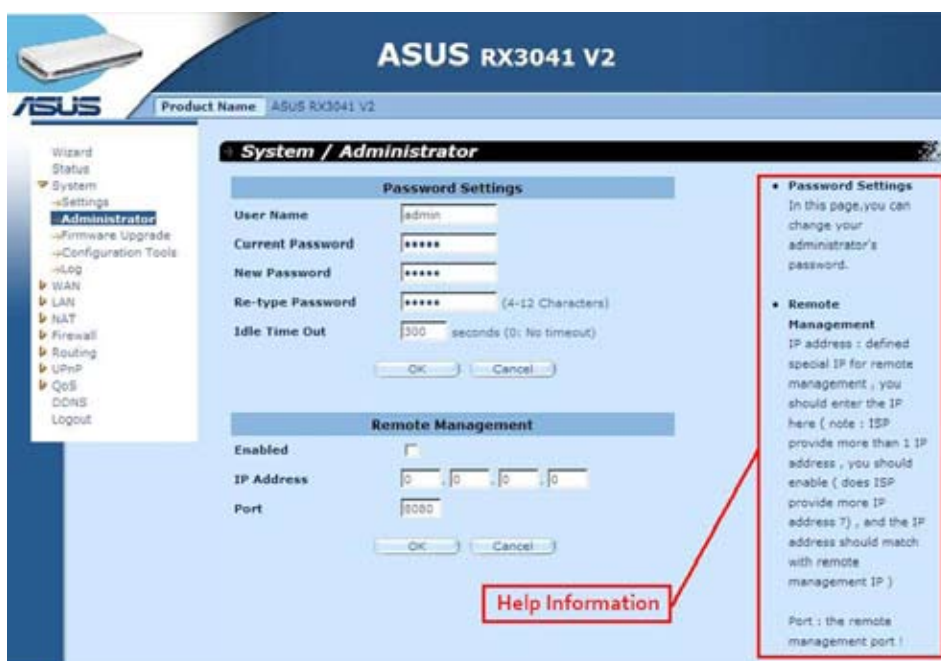 ASUS RX3041 V2
ASUS
Product Name ASUS RX3041 V2
Wizard
Status
System
Settings
Administrator
Firmware Upgrade
Configuration Tools
Log
WAN
LAN
NAT
Firewall
Routing
UPnP
QoS
DDNS
Logout
System / Administrator
Password Settings
User Name admin
Current Password •••••
New Password •••••
Re-type Password ••••• (4-12 Characters)
Idle Time Out 300 seconds (0: No timeout)
OK Cancel
Remote Management
Enabled
IP Address 0 . 0 . 0 . 0
Port 8080
OK Cancel
Help Information
• Password Settings
In this page,you can
change your
administrator's
password.
• Remote
Management
IP address : defined
special IP for remote
management , you
should enter the IP
here ( note : ISP
provide more than 1 IP
address , you should
enable ( does ISP
provide more IP
address ?) , and the IP
address should match
with remote
management IP )
Port : the remote
management port !